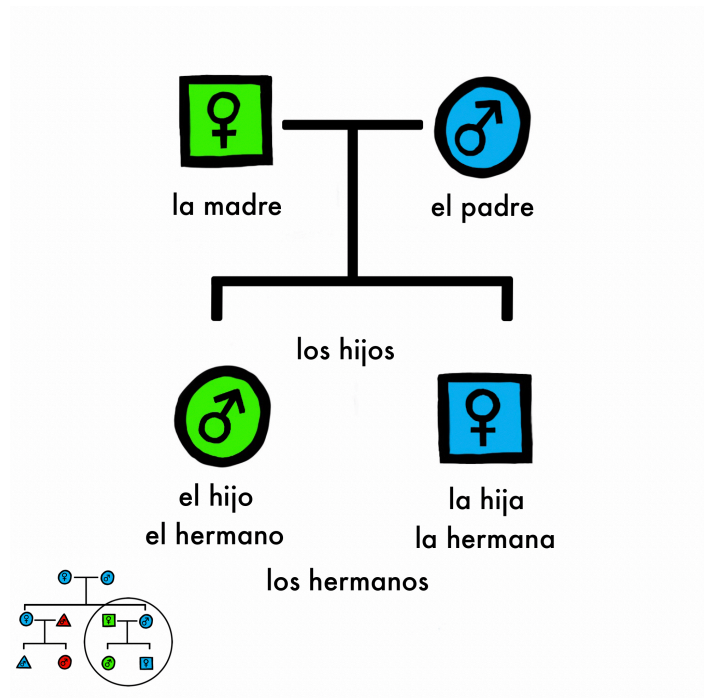 la madre
el padre
los hijos
el hijo
el hermano
la hija
la hermana
los hermanos